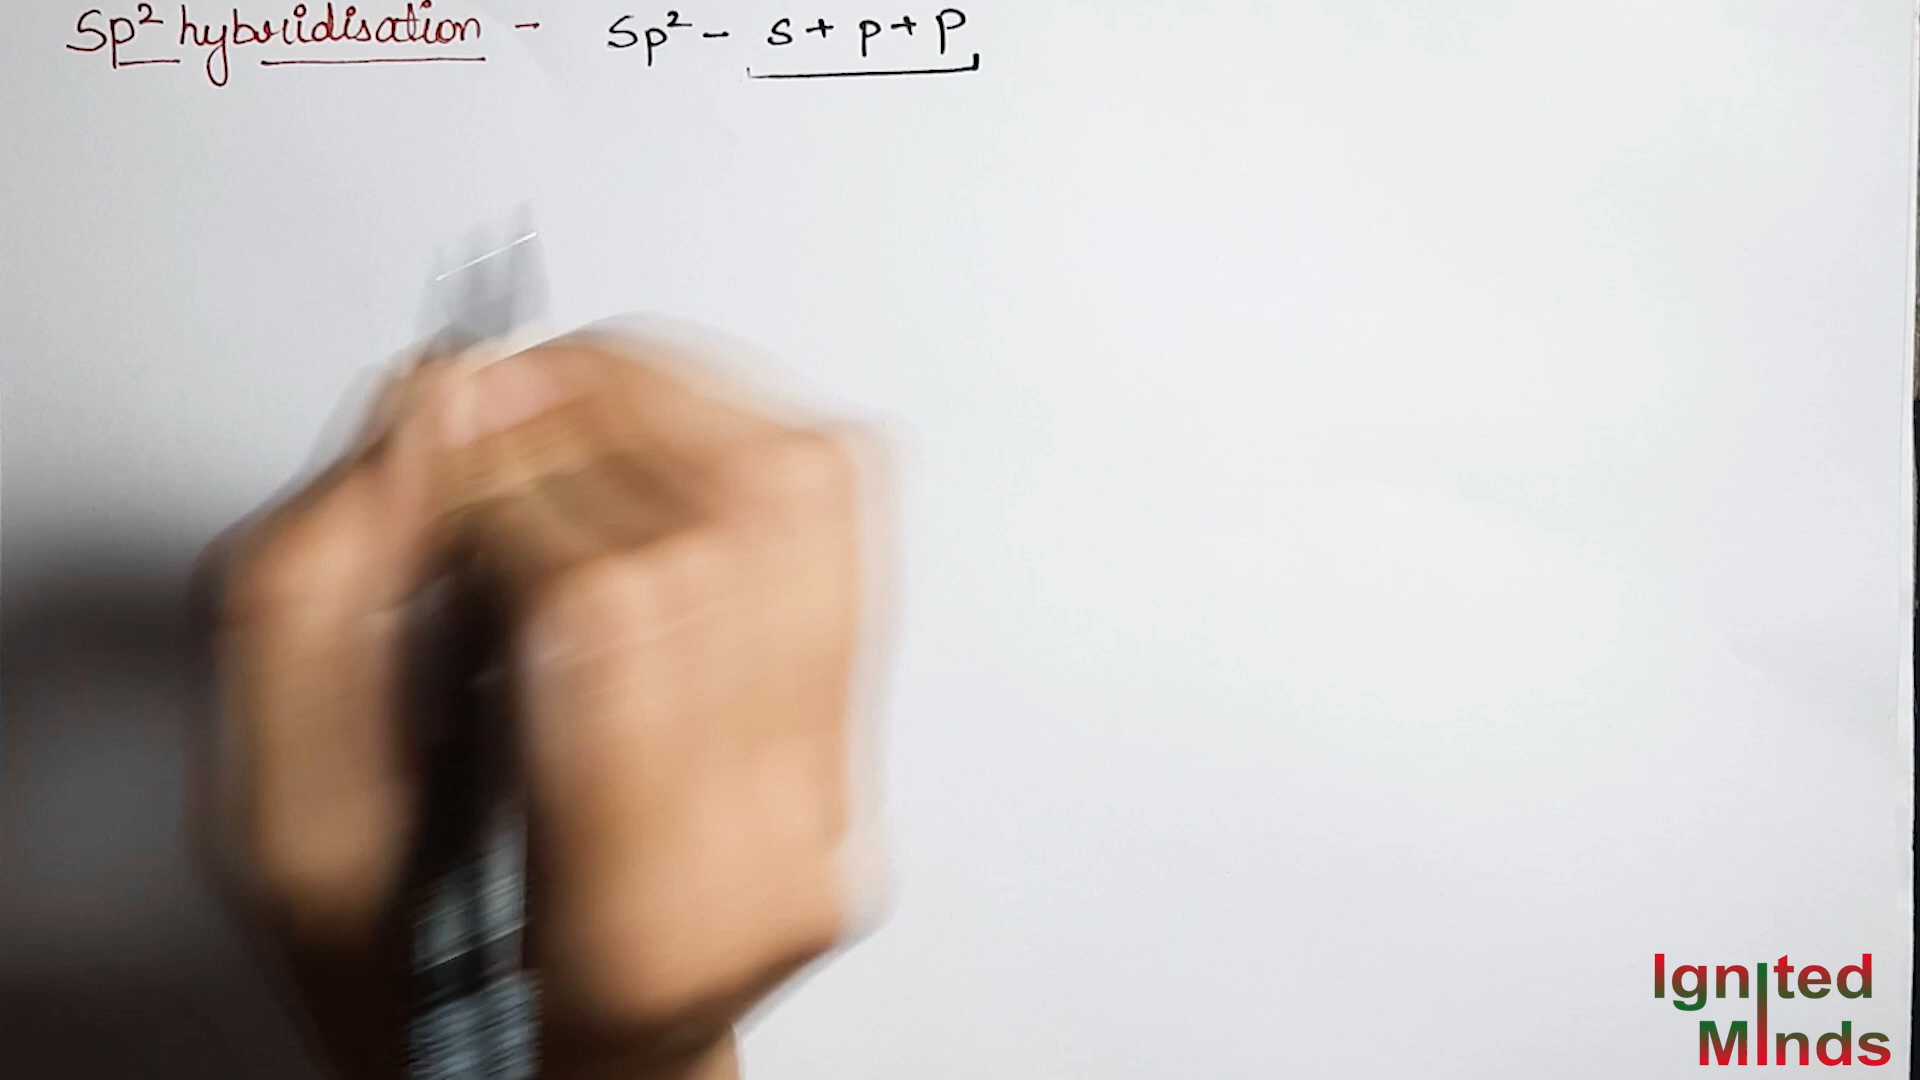 Sp² hybridisation - Sp² - s + p + p
Ignited
Minds